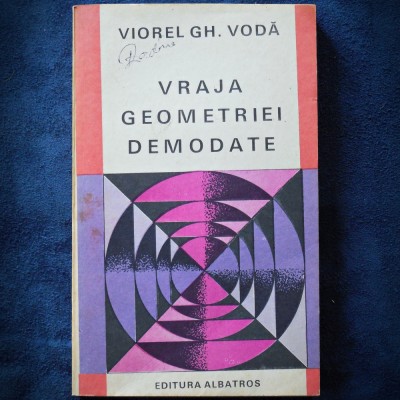 VIOREL GH. VODĂ
VRAJA
GEOMETRIEI
DEMODATE
EDITURA ALBATROS